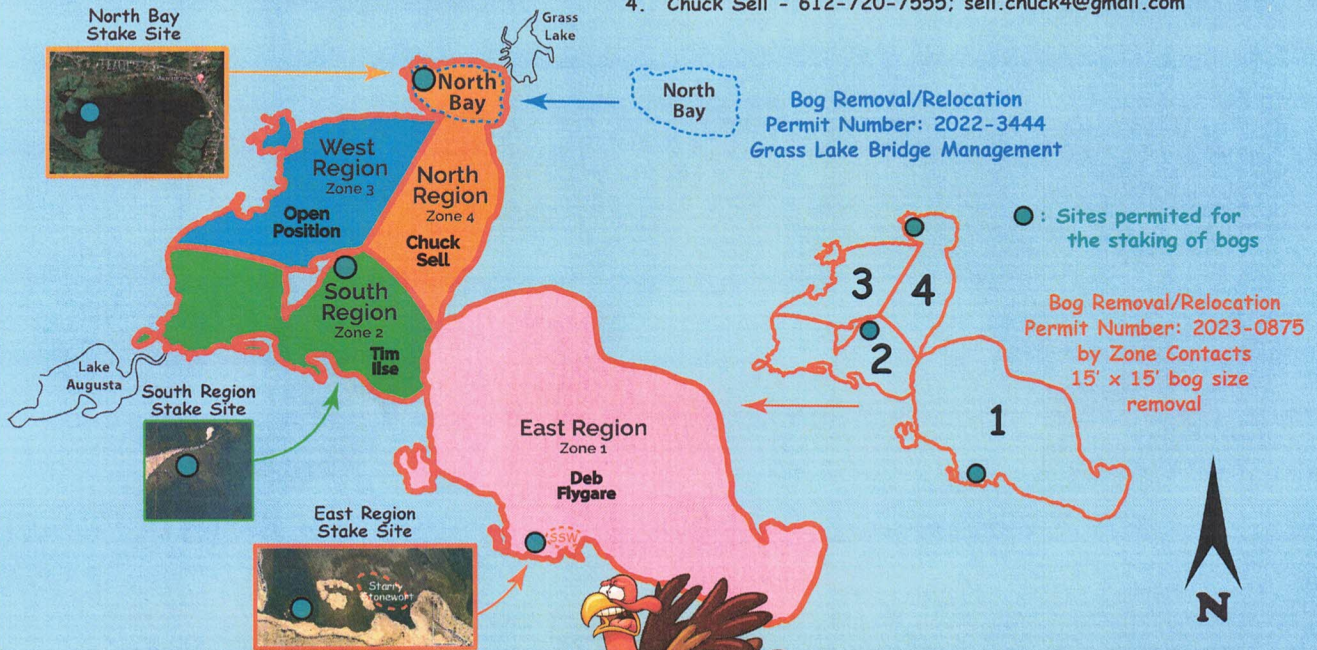 4. Chuck Sell - 612-720-7555; sell.chuck4@gmail.com
North Bay
Stake Site
Grass
Lake
North
Bay
North
Bay
Bog Removal/Relocation
Permit Number: 2022-3444
Grass Lake Bridge Management
West
Region
Zone 3
Open
Position
North
Region
Zone 4
Chuck
Sell
: Sites permited for
the staking of bogs
South
Region
Zone 2
Tim
Ilse
3
4
2
1
Bog Removal/Relocation
Permit Number: 2023-0875
by Zone Contacts
15' x 15' bog size
removal
Lake
Augusta
South Region
Stake Site
East Region
Zone 1
Deb
Flygare
East Region
Stake Site
SSW
Starry
Stonewort
N